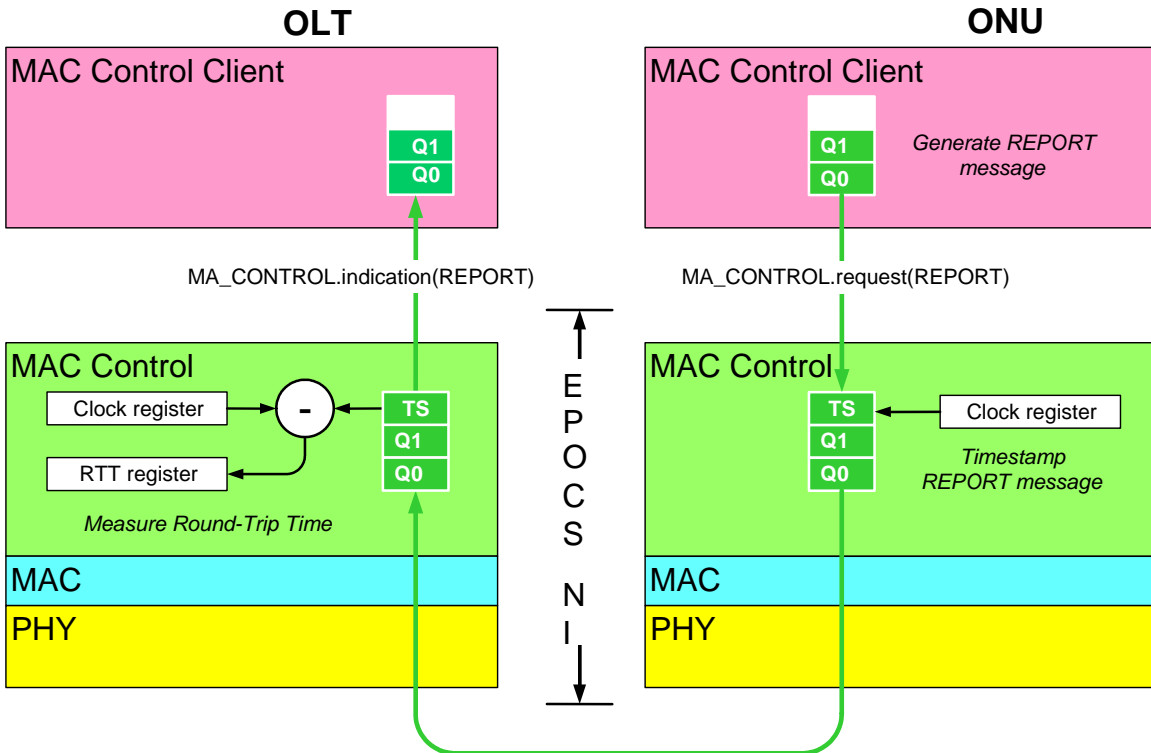 OLT
MAC Control Client
Q1
Q0
MA_CONTROL.indication(REPORT)
MAC Control
Clock register
-
TS
Q1
RTT register
Q0
Measure Round-Trip Time
MAC
PHY
E
P
O
C
S
N
I
ONU
MAC Control Client
Q1
Q0
Generate REPORT
message
MA_CONTROL.request(REPORT)
MAC Control
TS
Clock register
Q1
Q0
Timestamp
REPORT message
MAC
PHY